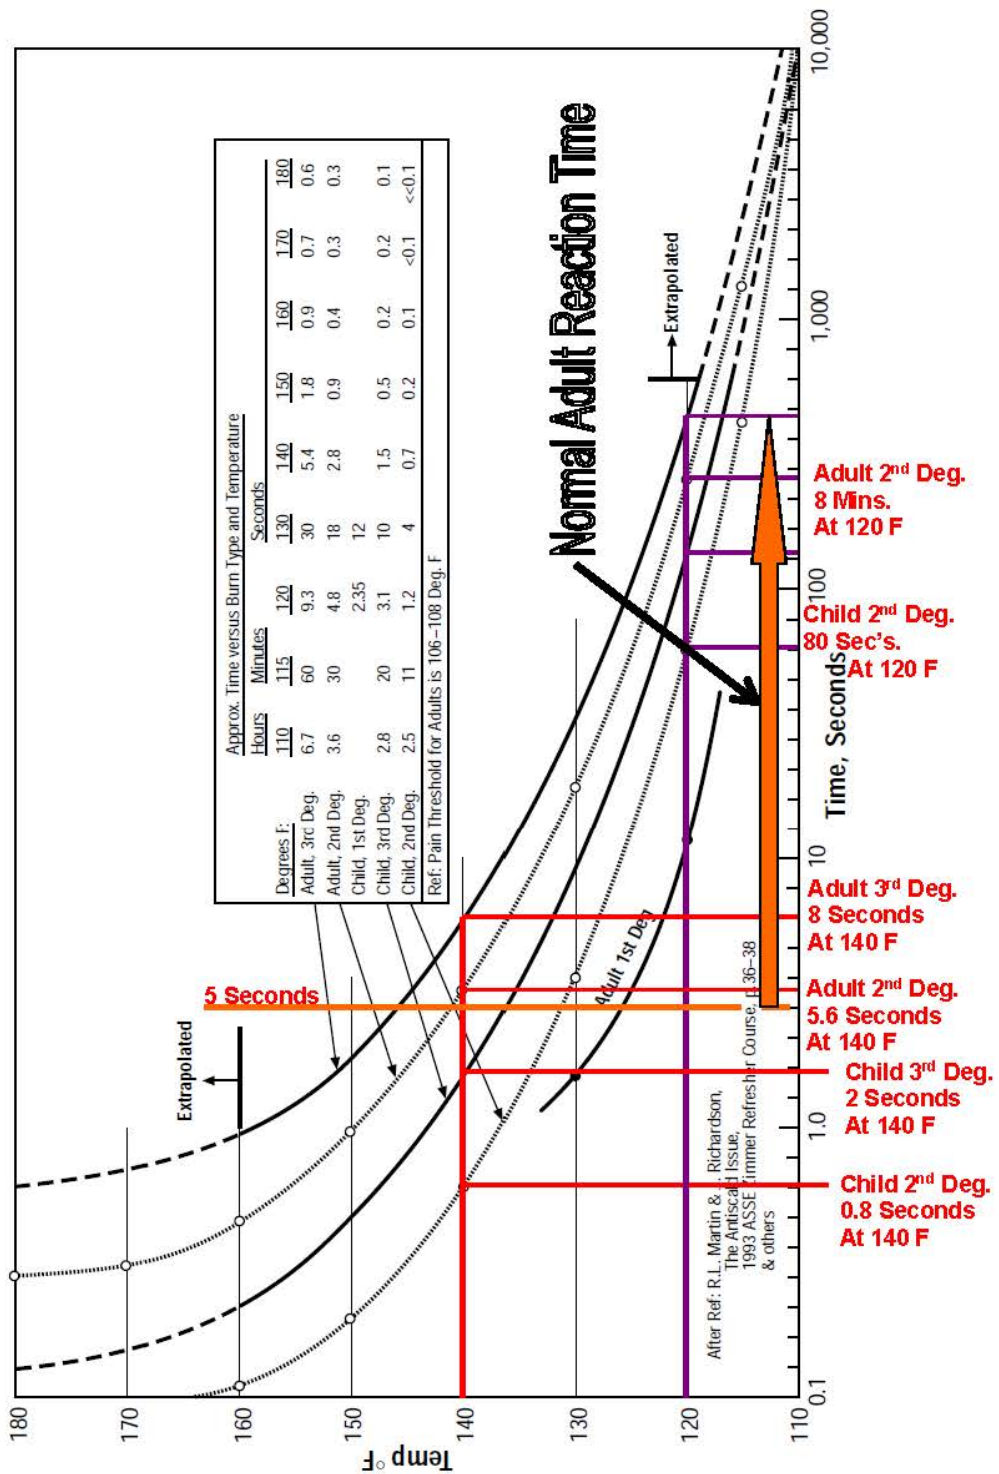 Approx. Time versus Burn Type and Temperature
Hours Minutes Seconds
Degrees F: 110 115 120 130 140 150 160 170 180
Adult, 3rd Deg. 6.7 60 9.3 30 5.4 1.8 0.9 0.7 0.6
Adult, 2nd Deg. 3.6 30 4.8 18 2.8 0.9 0.4 0.3 0.3
Child, 1st Deg. 2.35 12
Child, 3rd Deg. 2.8 20 3.1 10 1.5 0.5 0.2 0.2 0.1
Child, 2nd Deg. 2.5 11 1.2 4 0.7 0.2 0.1 <0.1 <<0.1
Ref: Pain Threshold for Adults is 106–108 Deg. F
Normal Adult Reaction Time
Extrapolated
Extrapolated
5 Seconds
Adult 1st Deg
After Ref: R.L. Martin & J. Richardson,
The Antiscald Issue,
1993 ASSE Zimmer Refresher Course, p.36–38
& others
Temp °F
180
170
160
150
140
130
120
110
0.1
1.0
10
100
1,000
10,000
Time, Seconds
Adult 2nd Deg.
8 Mins.
At 120 F
Child 2nd Deg.
80 Sec's.
At 120 F
Adult 3rd Deg.
8 Seconds
At 140 F
Adult 2nd Deg.
5.6 Seconds
At 140 F
Child 3rd Deg.
2 Seconds
At 140 F
Child 2nd Deg.
0.8 Seconds
At 140 F